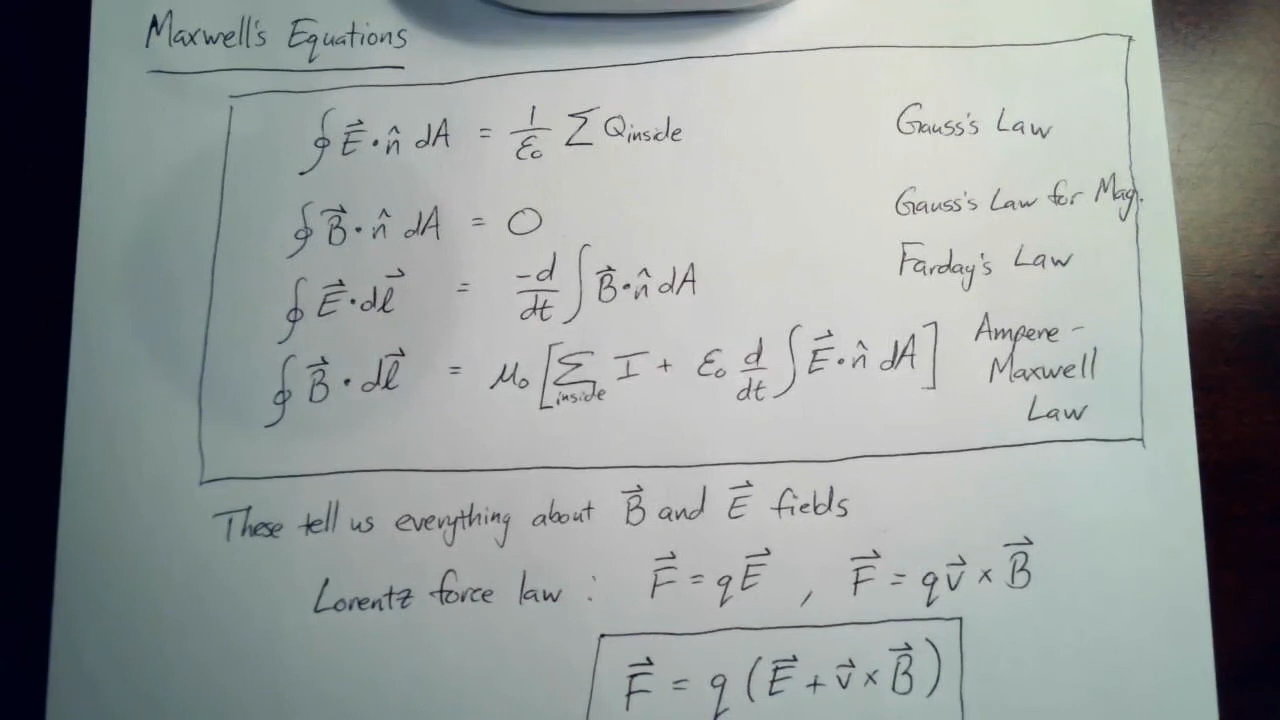 Maxwell's Equations
∮ E⃗ · n̂ dA = 1/ε₀ ∑ Qinside Gauss's Law
∮ B⃗ · n̂ dA = 0 Gauss's Law for Mag.
∮ E⃗ · dl⃗ = -d/dt ∫ B⃗ · n̂ dA Farday's Law
∮ B⃗ · dl⃗ = μ₀ [∑inside I + ε₀ d/dt ∫ E⃗ · n̂ dA] Ampere-
Maxwell
Law
These tell us everything about B⃗ and E⃗ fields
Lorentz force law : F⃗ = qE⃗ , F⃗ = qv⃗ × B⃗
F⃗ = q (E⃗ + v⃗ × B⃗)